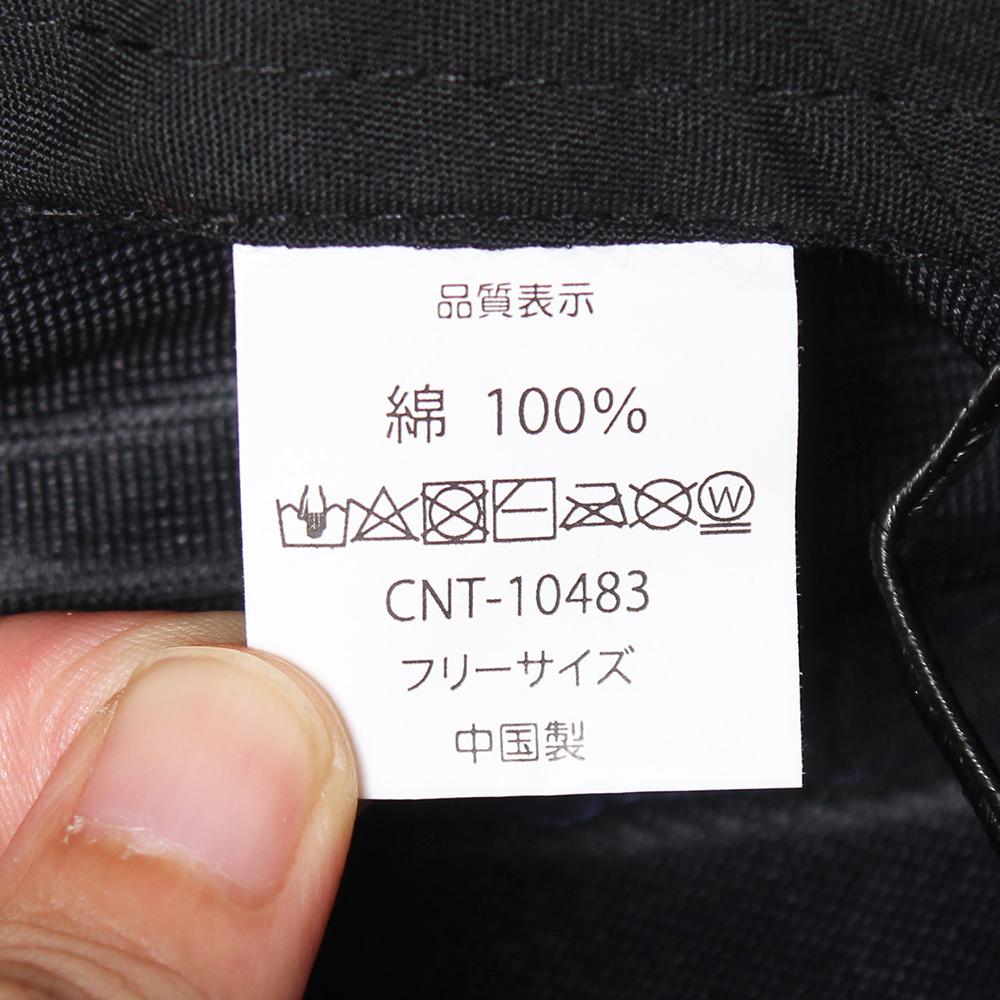 品質表示
綿 100%
W
CNT-10483
フリーサイズ
中国製